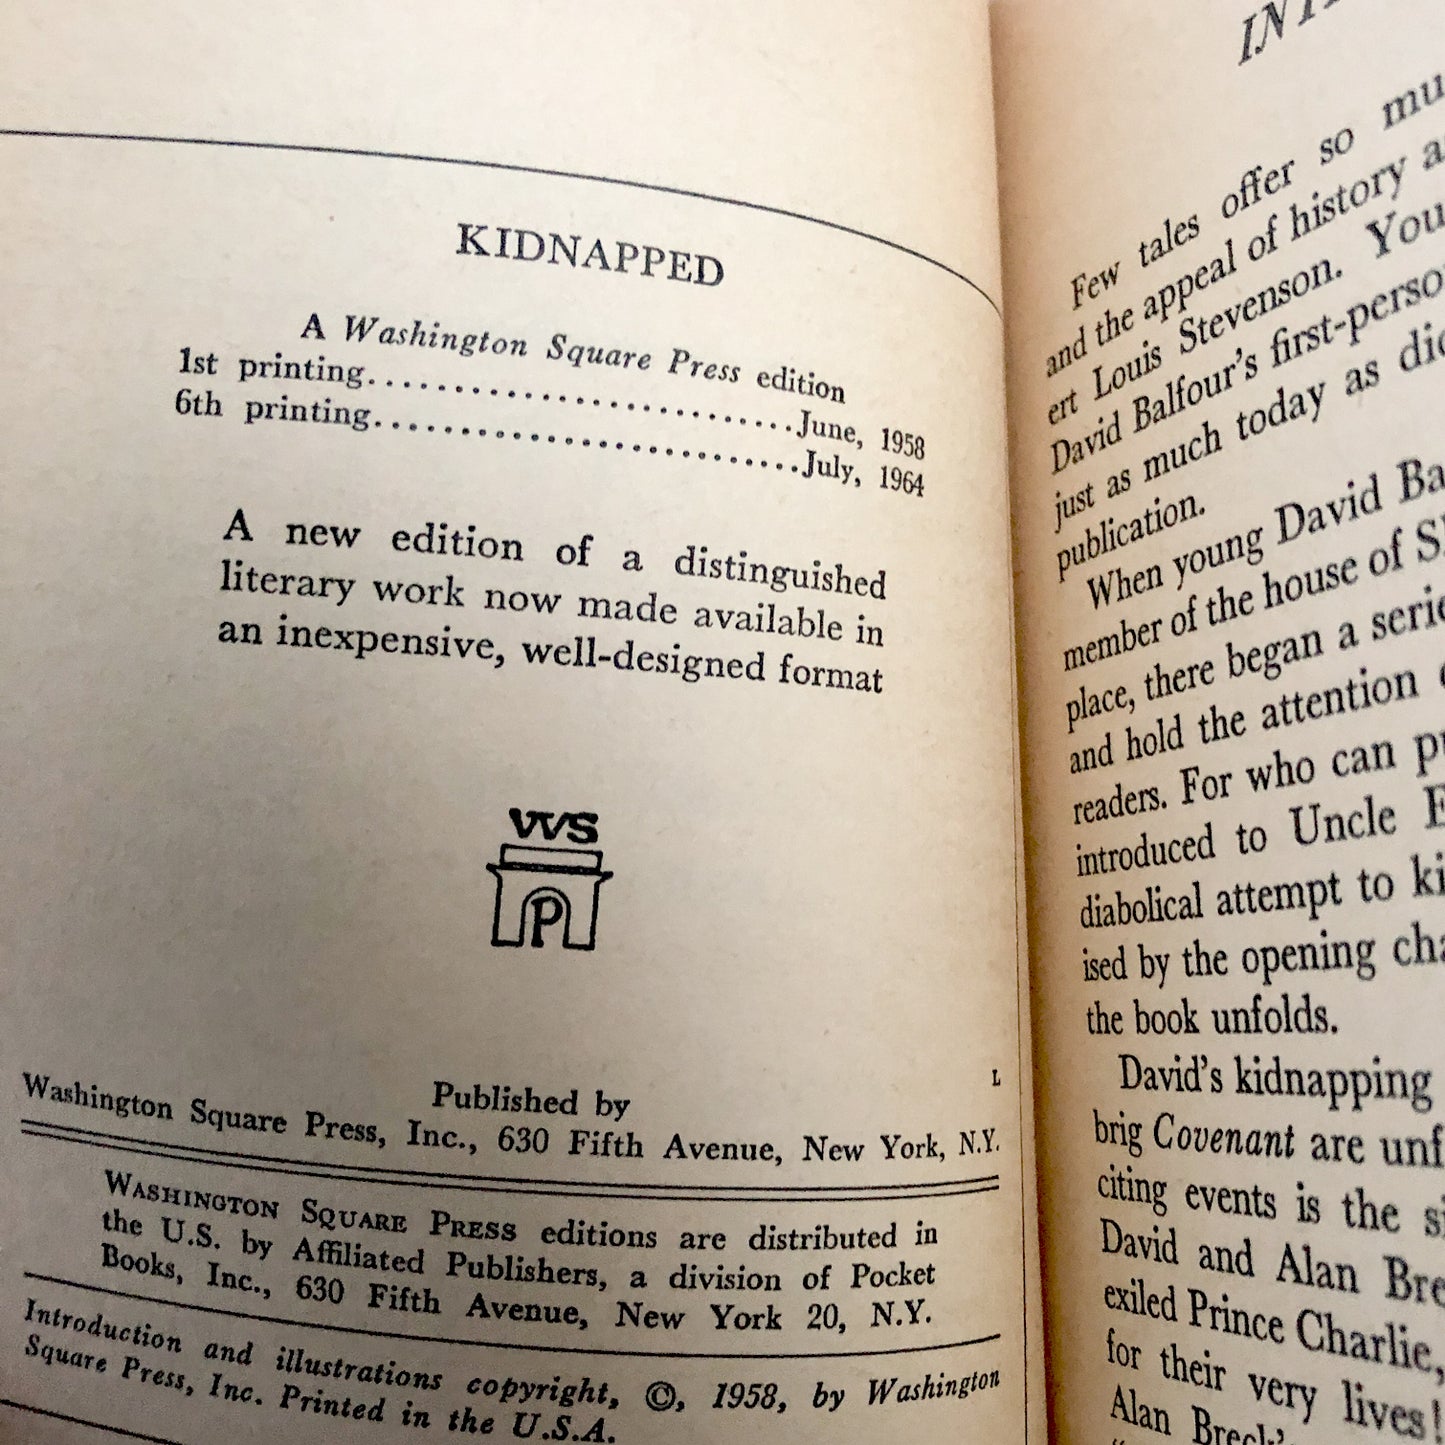 KIDNAPPED
A Washington Square Press edition
1st printing........................June, 1958
6th printing........................July, 1964
A new edition of a distinguished
literary work now made available in
an inexpensive, well-designed format
WS
P
L
Published by
Washington Square Press, Inc., 630 Fifth Avenue, New York, N.Y.
WASHINGTON SQUARE PRESS editions are distributed in
the U.S. by Affiliated Publishers, a division of Pocket
Books, Inc., 630 Fifth Avenue, New York 20, N.Y.
Introduction and illustrations copyright, ©, 1958, by Washington
Square Press, Inc. Printed in the U.S.A.
Few tales offer so
and the appeal of history
ert Louis Stevenson.
David Balfour's
just as much today as
publication.
When young David
member of the house of
place, there began a
and hold the attention
readers. For who can
introduced to Uncle
diabolical attempt to
ised by the opening
the book unfolds.
David's kidnapping
brig Covenant are
citing events is the
David and Alan
exiled Prince Charlie,
for their very lives!
Alan